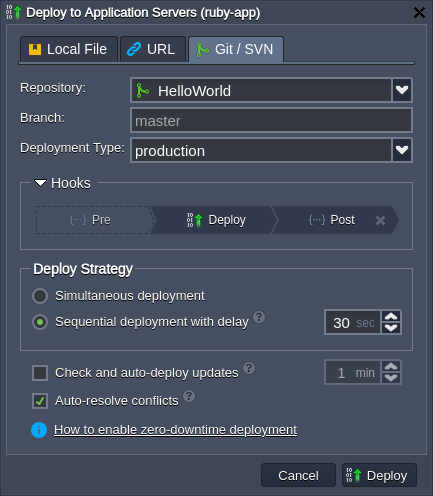 Deploy to Application Servers (ruby-app)
Local File
URL
Git / SVN
Repository:
HelloWorld
Branch:
master
Deployment Type:
production
Hooks
Pre
Deploy
Post
Deploy Strategy
Simultaneous deployment
Sequential deployment with delay ?
30 sec
Check and auto-deploy updates ?
1 min
Auto-resolve conflicts ?
How to enable zero-downtime deployment
Cancel
Deploy